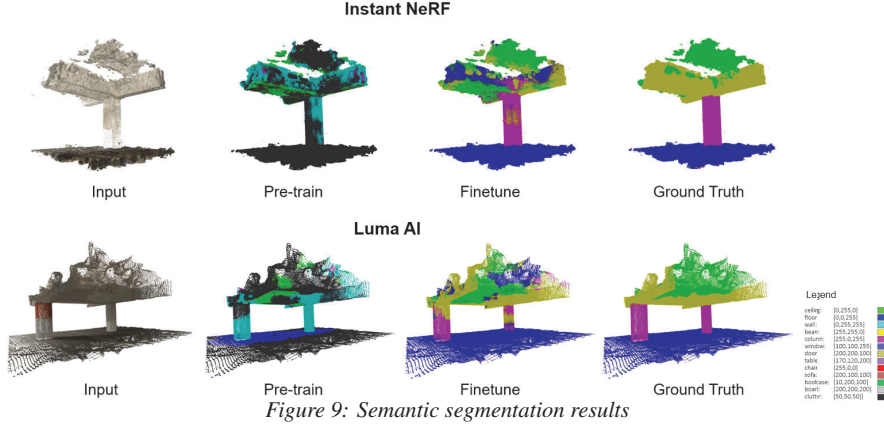 Instant NeRF
Input Pre-train Finetune Ground Truth
Luma AI
Input Pre-train Finetune Ground Truth
Legend
ceiling: [0,255,0]
floor: [0,0,255]
wall: [0,255,255]
beam: [255,255,0]
column: [255,0,255]
window: [100,100,255]
door [200,200,100]
table [170,120,200]
chair [255,0,0]
sofa: [200,100,100]
bookcase: [10,200,100]
board: [200,200,200]
clutter: [50,50,50]]
Figure 9: Semantic segmentation results